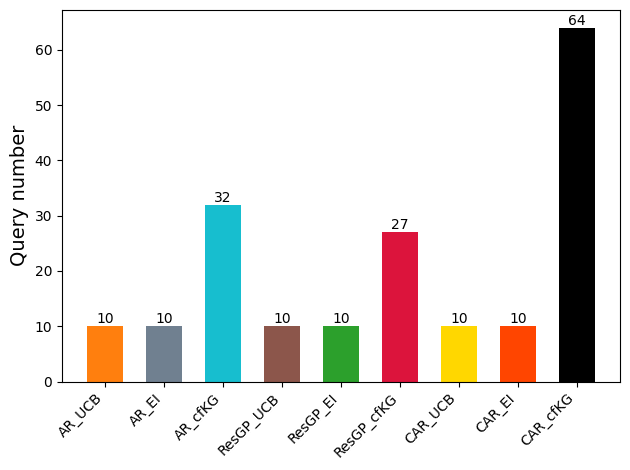 Query number
60
50
40
30
20
10
0
10
10
32
10
10
27
10
10
64
AR_UCB
AR_EI
AR_cfKG
ResGP_UCB
ResGP_EI
ResGP_cfKG
CAR_UCB
CAR_EI
CAR_cfKG